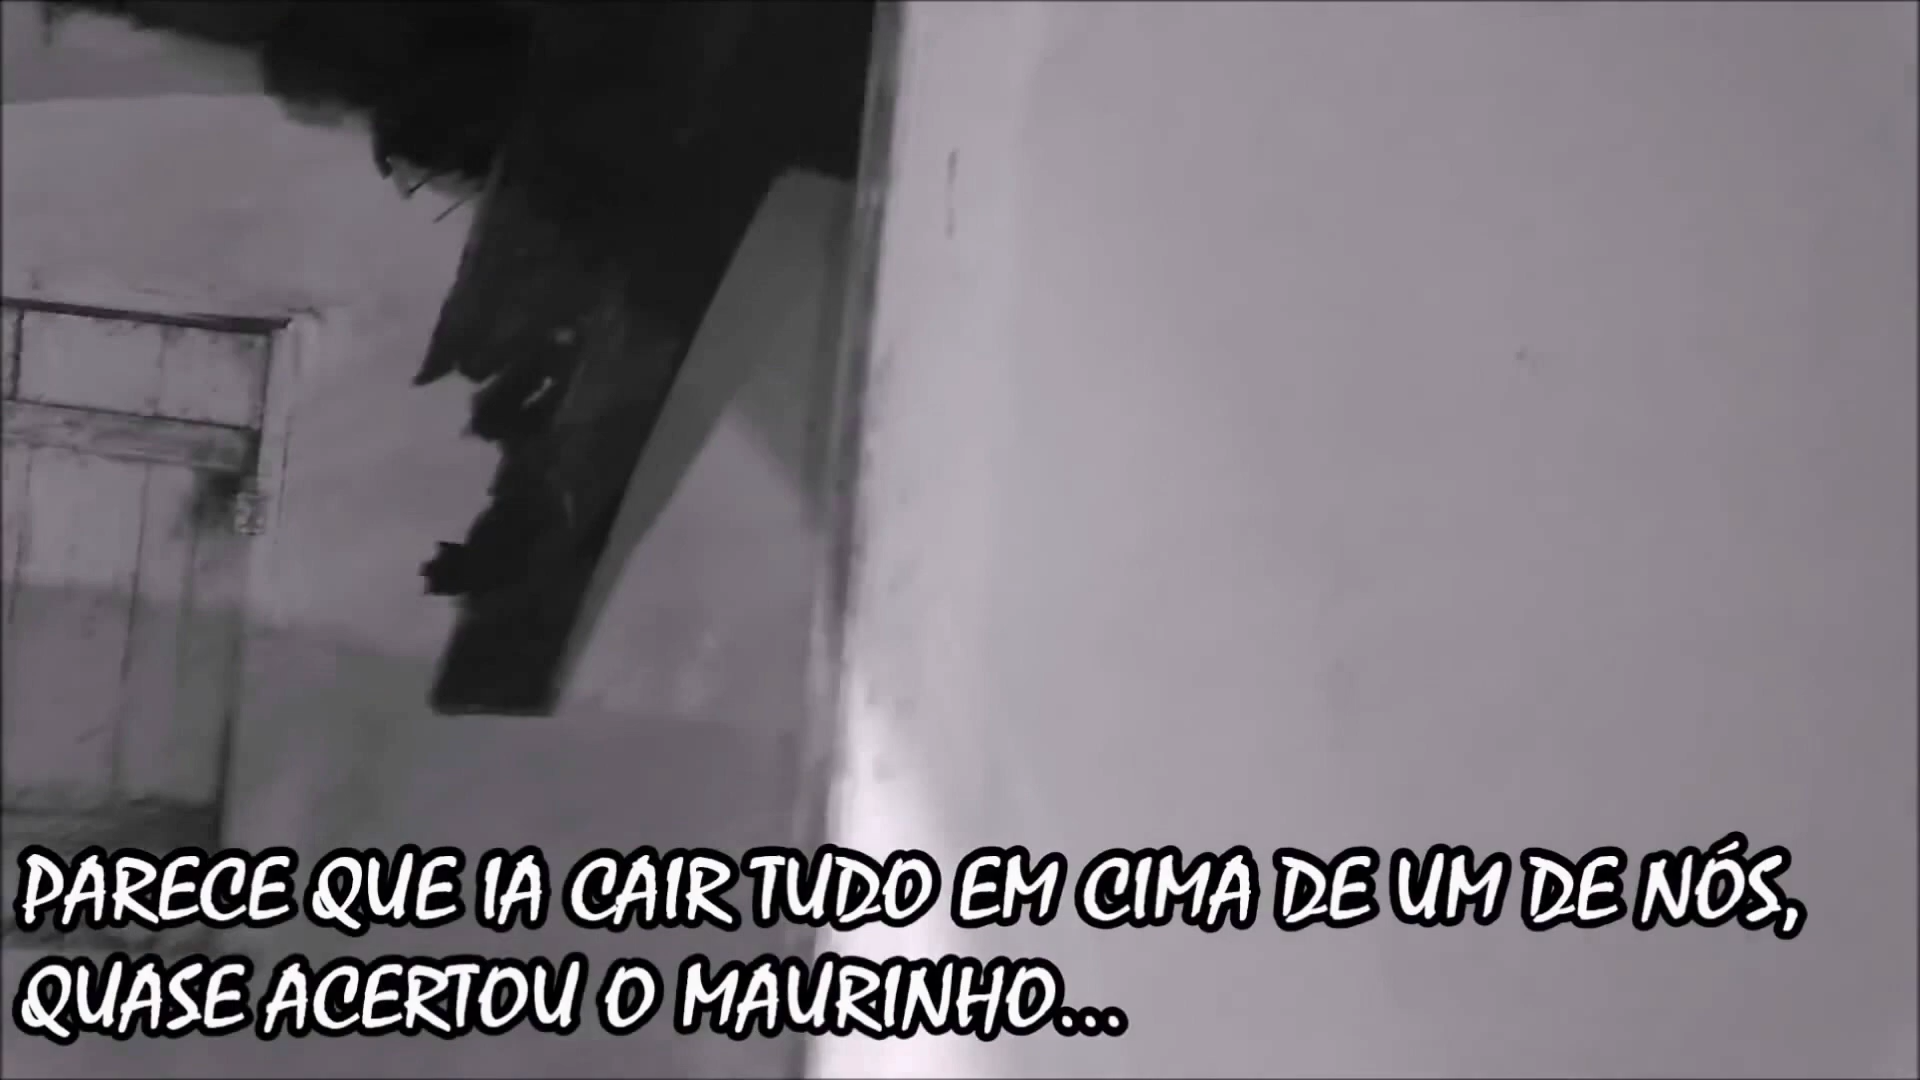 PARECE QUE IA CAIR TUDO EM CIMA DE UM DE NÓS,
QUASE ACERTOU O MAURINHO...